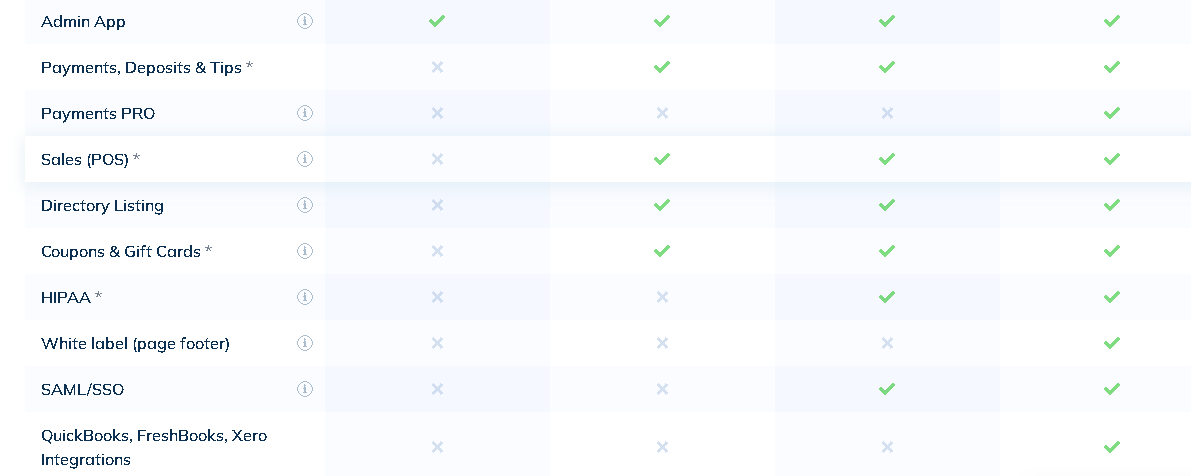 Admin App
Payments, Deposits & Tips *
Payments PRO
Sales (POS) *
Directory Listing
Coupons & Gift Cards *
HIPAA *
White label (page footer)
SAML/SSO
QuickBooks, FreshBooks, Xero
Integrations